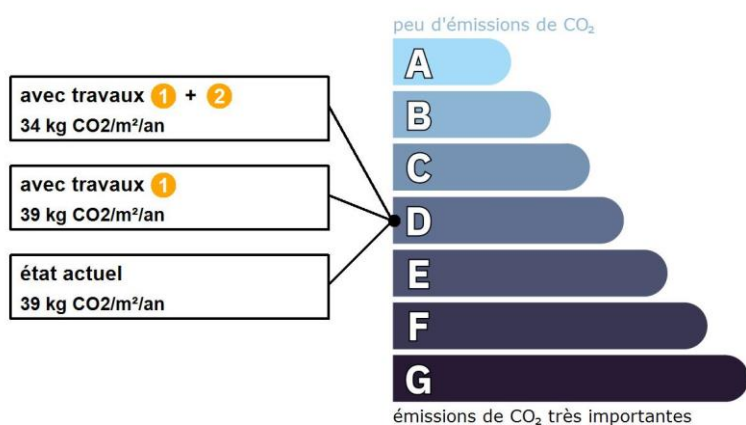 peu d'émissions de CO₂
A
avec travaux 1 + 2
34 kg CO2/m²/an
B
C
avec travaux 1
39 kg CO2/m²/an
D
état actuel
39 kg CO2/m²/an
E
F
G
émissions de CO₂ très importantes